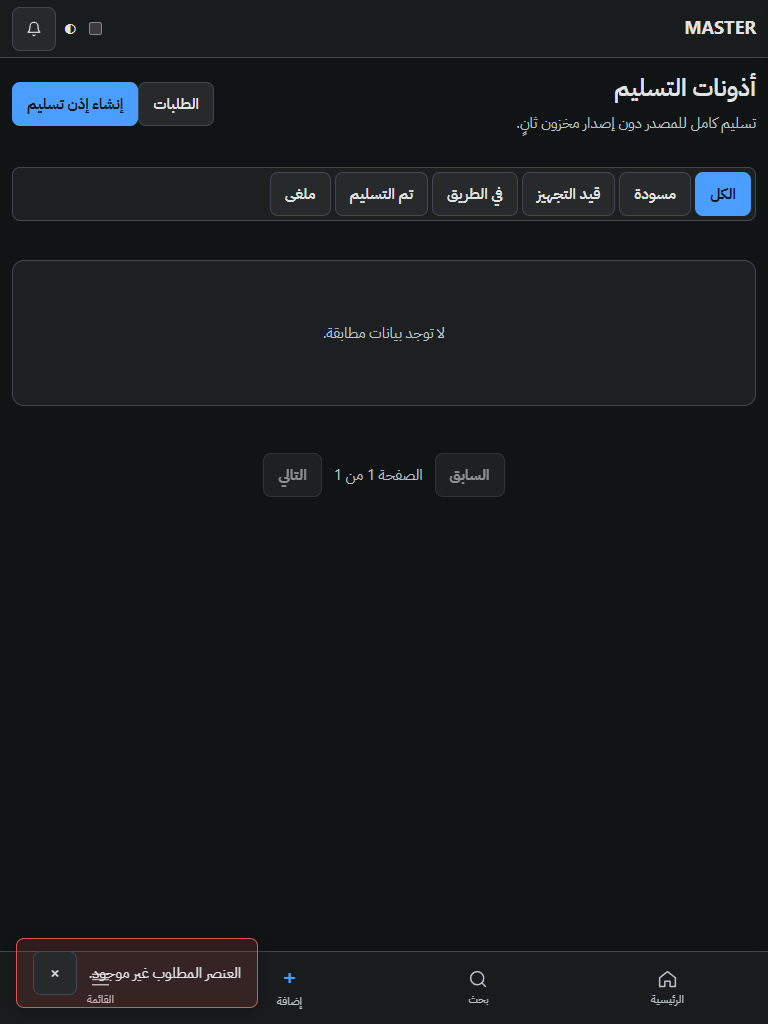 MASTER
أذونات التسليم
تسليم كامل للمصدر دون إصدار مخزون ثانٍ.
الطلبات
إنشاء إذن تسليم
الكل
مسودة
قيد التجهيز
في الطريق
تم التسليم
ملغى
لا توجد بيانات مطابقة.
السابق
الصفحة 1 من 1
التالي
الرئيسية
بحث
إضافة
القائمة
العنصر المطلوب غير موجود.
×